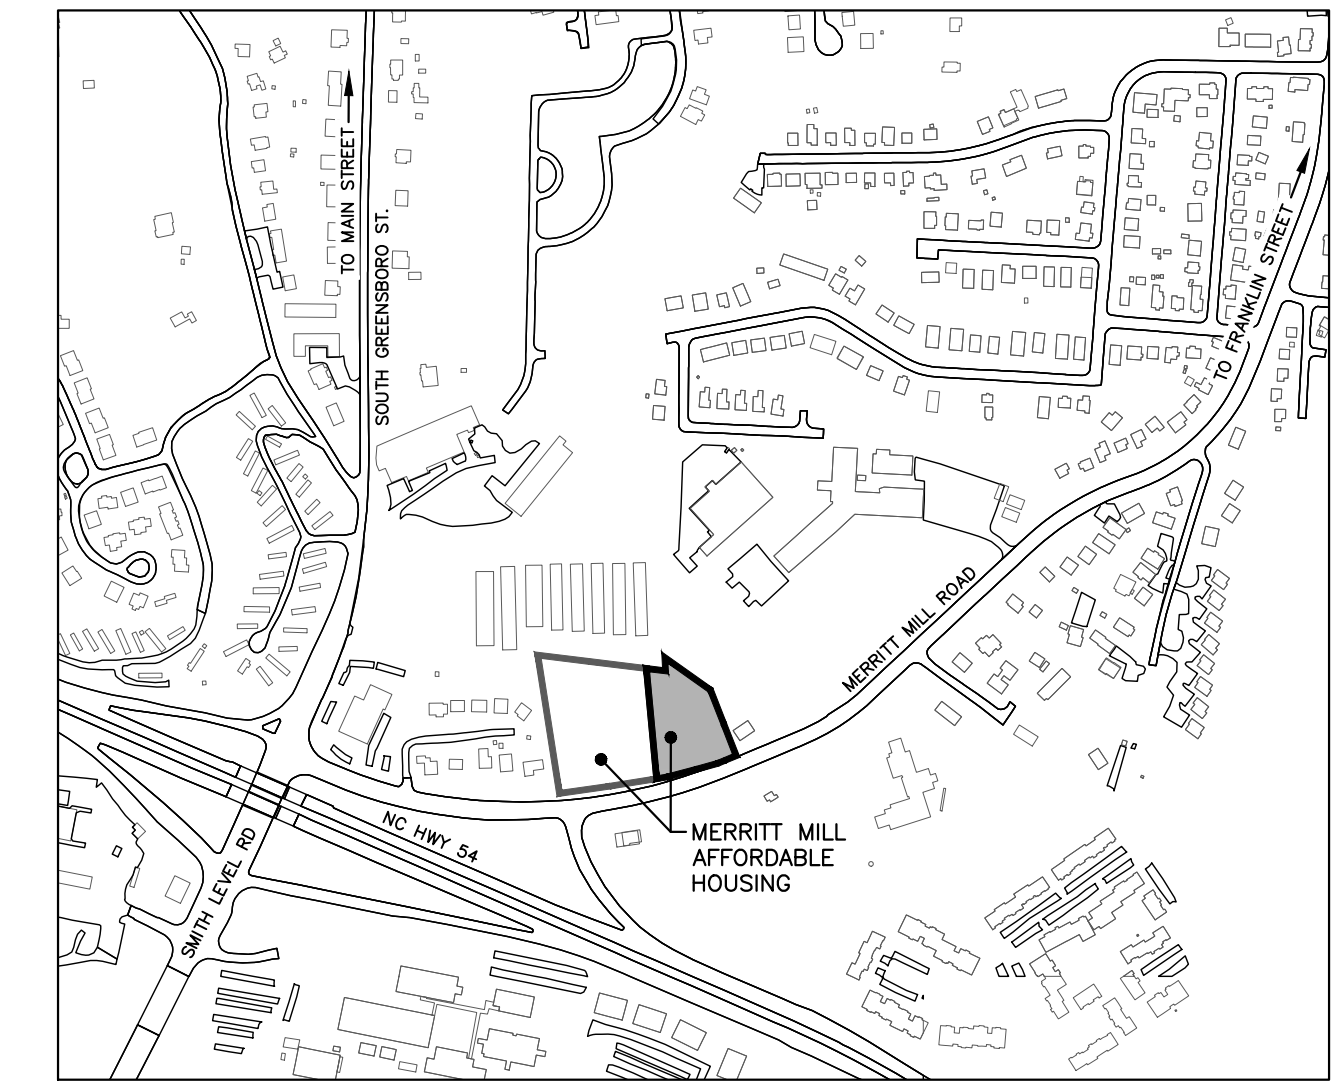 TO MAIN STREET
SOUTH GREENSBORO ST.
TO FRANKLIN STREET
MERRITT MILL ROAD
MERRITT MILL
AFFORDABLE
HOUSING
NC HWY 54
SMITH LEVEL RD